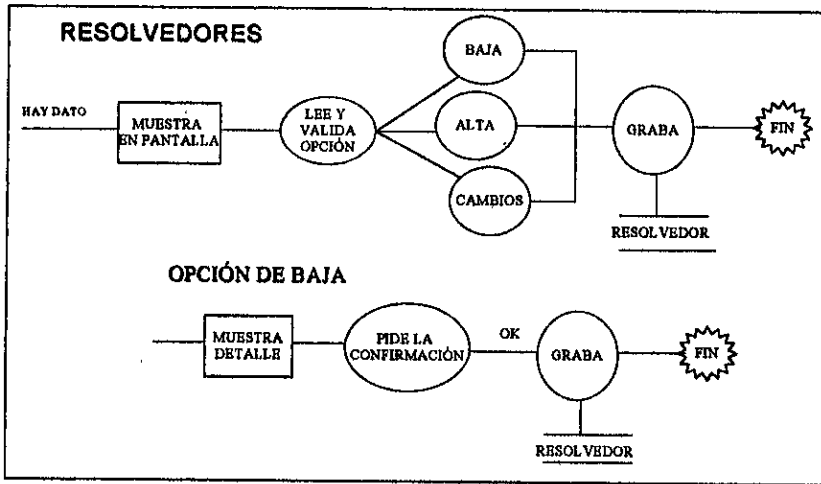 RESOLVEDORES
HAY DATO
MUESTRA
EN PANTALLA
LEE Y
VALIDA
OPCIÓN
BAJA
ALTA
CAMBIOS
GRABA
FIN
RESOLVEDOR
OPCIÓN DE BAJA
MUESTRA
DETALLE
PIDE LA
CONFIRMACIÓN
OK
GRABA
FIN
RESOLVEDOR